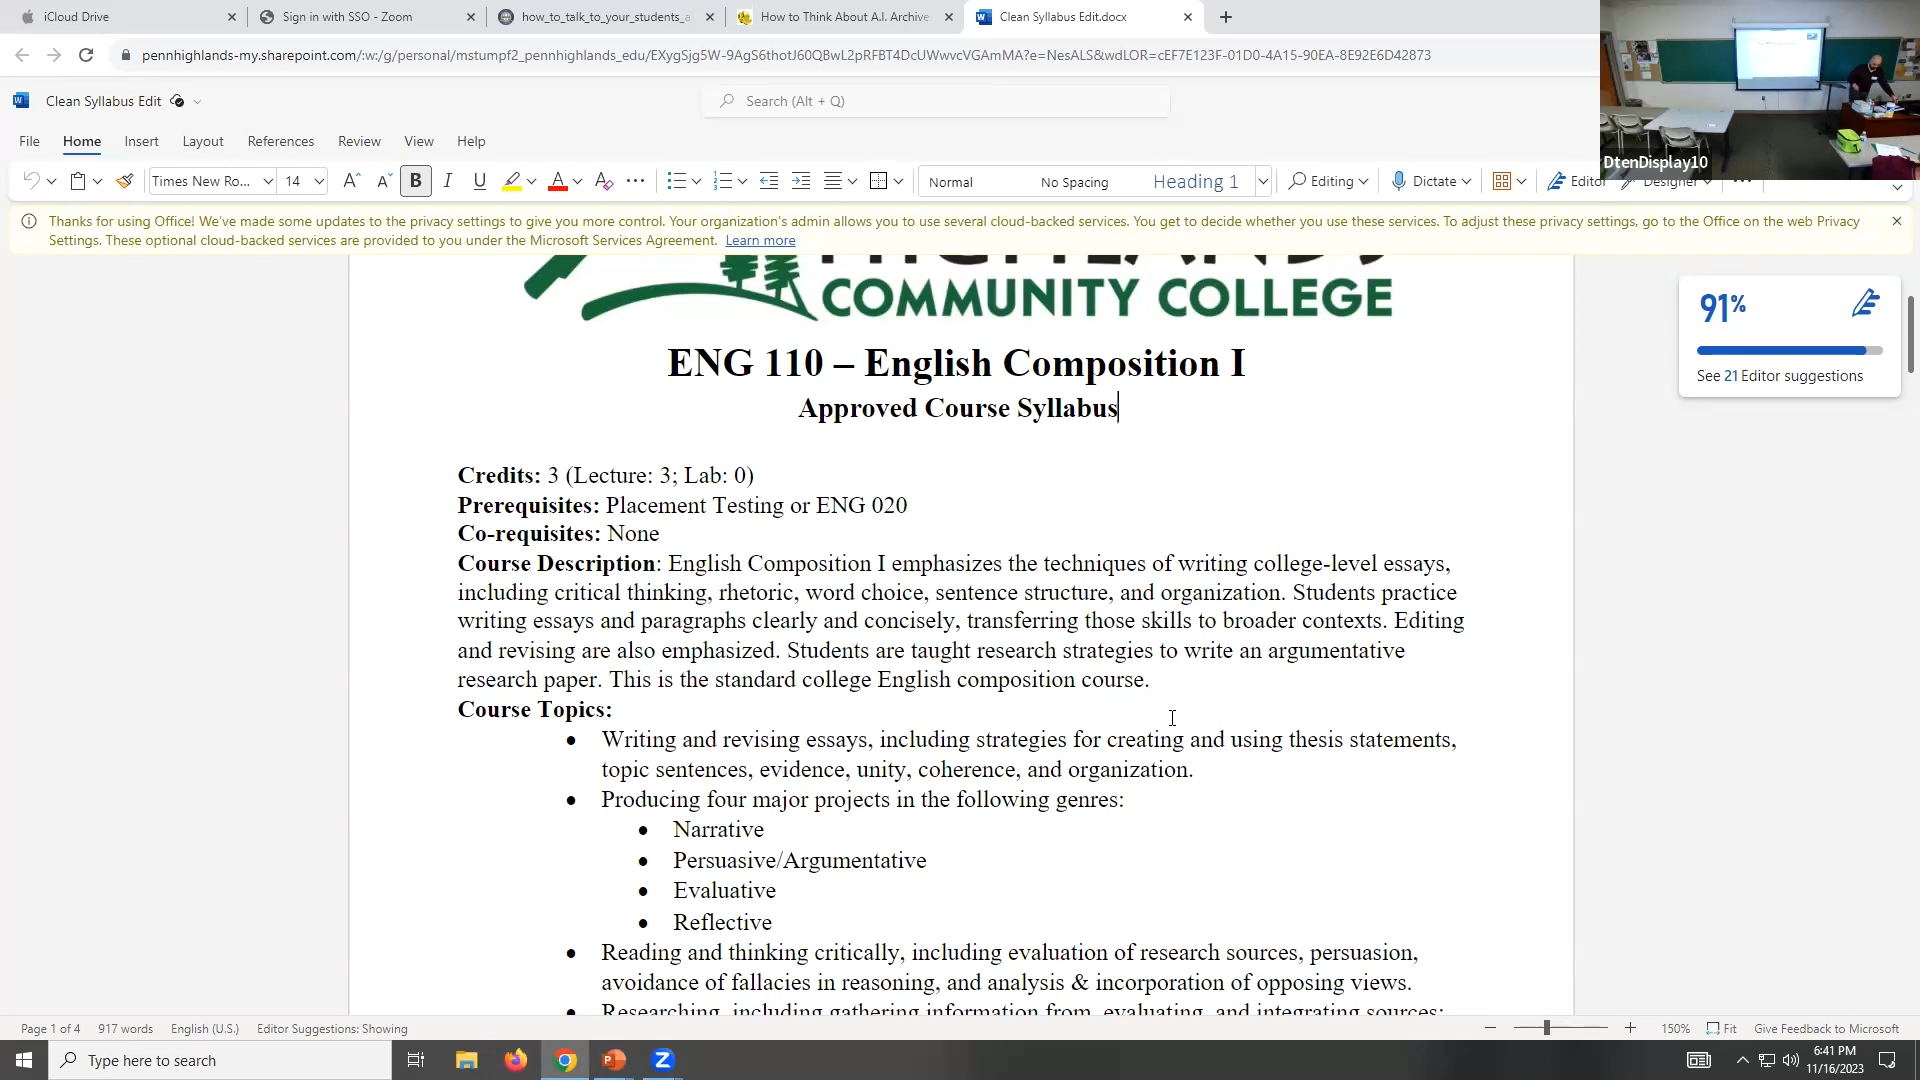 iCloud Drive
Sign in with SSO - Zoom
how_to_talk_to_your_students_a
How to Think About A.I. Archive
Clean Syllabus Edit.docx
pennhighlands-my.sharepoint.com/:w:/g/personal/mstumpf2_pennhighlands_edu/EXygSjg5W-9AgS6thotJ60QBwL2pRFBT4DcUWwvcVGAmMA?e=NesALS&wdLOR=cEF7E123F-01D0-4A15-90EA-8E92E6D42873
Clean Syllabus Edit
Search (Alt + Q)
File Home Insert Layout References Review View Help
DtenDisplay10
Times New Ro... 14 B I U A Normal No Spacing Heading 1 Editing Dictate Editor Designer
Thanks for using Office! We've made some updates to the privacy settings to give you more control. Your organization's admin allows you to use several cloud-backed services. You get to decide whether you use these services. To adjust these privacy settings, go to the Office on the web Privacy
Settings. These optional cloud-backed services are provided to you under the Microsoft Services Agreement. Learn more
COMMUNITY COLLEGE
91%
See 21 Editor suggestions
ENG 110 – English Composition I
Approved Course Syllabus
Credits: 3 (Lecture: 3; Lab: 0)
Prerequisites: Placement Testing or ENG 020
Co-requisites: None
Course Description: English Composition I emphasizes the techniques of writing college-level essays,
including critical thinking, rhetoric, word choice, sentence structure, and organization. Students practice
writing essays and paragraphs clearly and concisely, transferring those skills to broader contexts. Editing
and revising are also emphasized. Students are taught research strategies to write an argumentative
research paper. This is the standard college English composition course.
Course Topics:
• Writing and revising essays, including strategies for creating and using thesis statements,
topic sentences, evidence, unity, coherence, and organization.
• Producing four major projects in the following genres:
• Narrative
• Persuasive/Argumentative
• Evaluative
• Reflective
• Reading and thinking critically, including evaluation of research sources, persuasion,
avoidance of fallacies in reasoning, and analysis & incorporation of opposing views.
• Researching, including gathering information from, evaluating, and integrating sources;
Page 1 of 4 917 words English (U.S.) Editor Suggestions: Showing 150% Fit Give Feedback to Microsoft
Type here to search
6:41 PM
11/16/2023